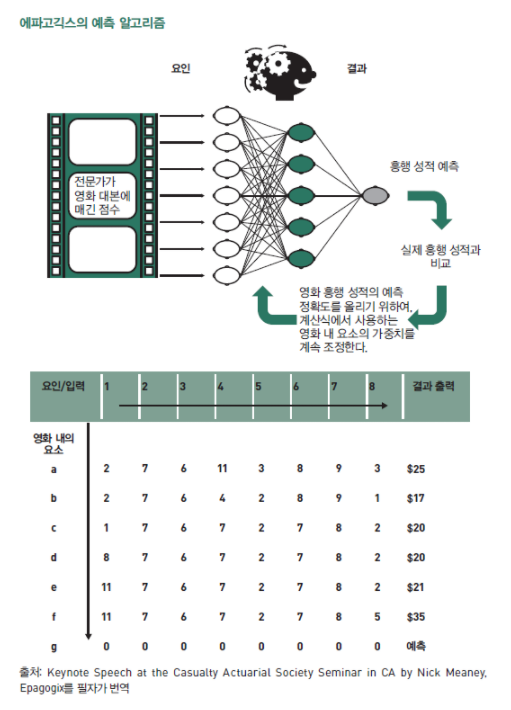 에파고긱스의 예측 알고리즘
요인
결과
전문가가
영화 대본에
매긴 점수
흥행 성적 예측
실제 흥행 성적과
비교
영화 흥행 성적의 예측
정확도를 올리기 위하여,
계산식에서 사용하는
영화 내 요소의 가중치를
계속 조정한다.
요인/입력 1 2 3 4 5 6 7 8 결과 출력
영화 내의
요소
a 2 7 6 11 3 8 9 3 $25
b 2 7 6 4 2 8 9 1 $17
c 1 7 6 7 2 7 8 2 $20
d 8 7 6 7 2 7 8 2 $20
e 11 7 6 7 2 7 8 2 $21
f 11 7 6 7 2 7 8 5 $35
g 0 0 0 0 0 0 0 0 예측
출처: Keynote Speech at the Casualty Actuarial Society Seminar in CA by Nick Meaney,
Epagogix를 필자가 번역